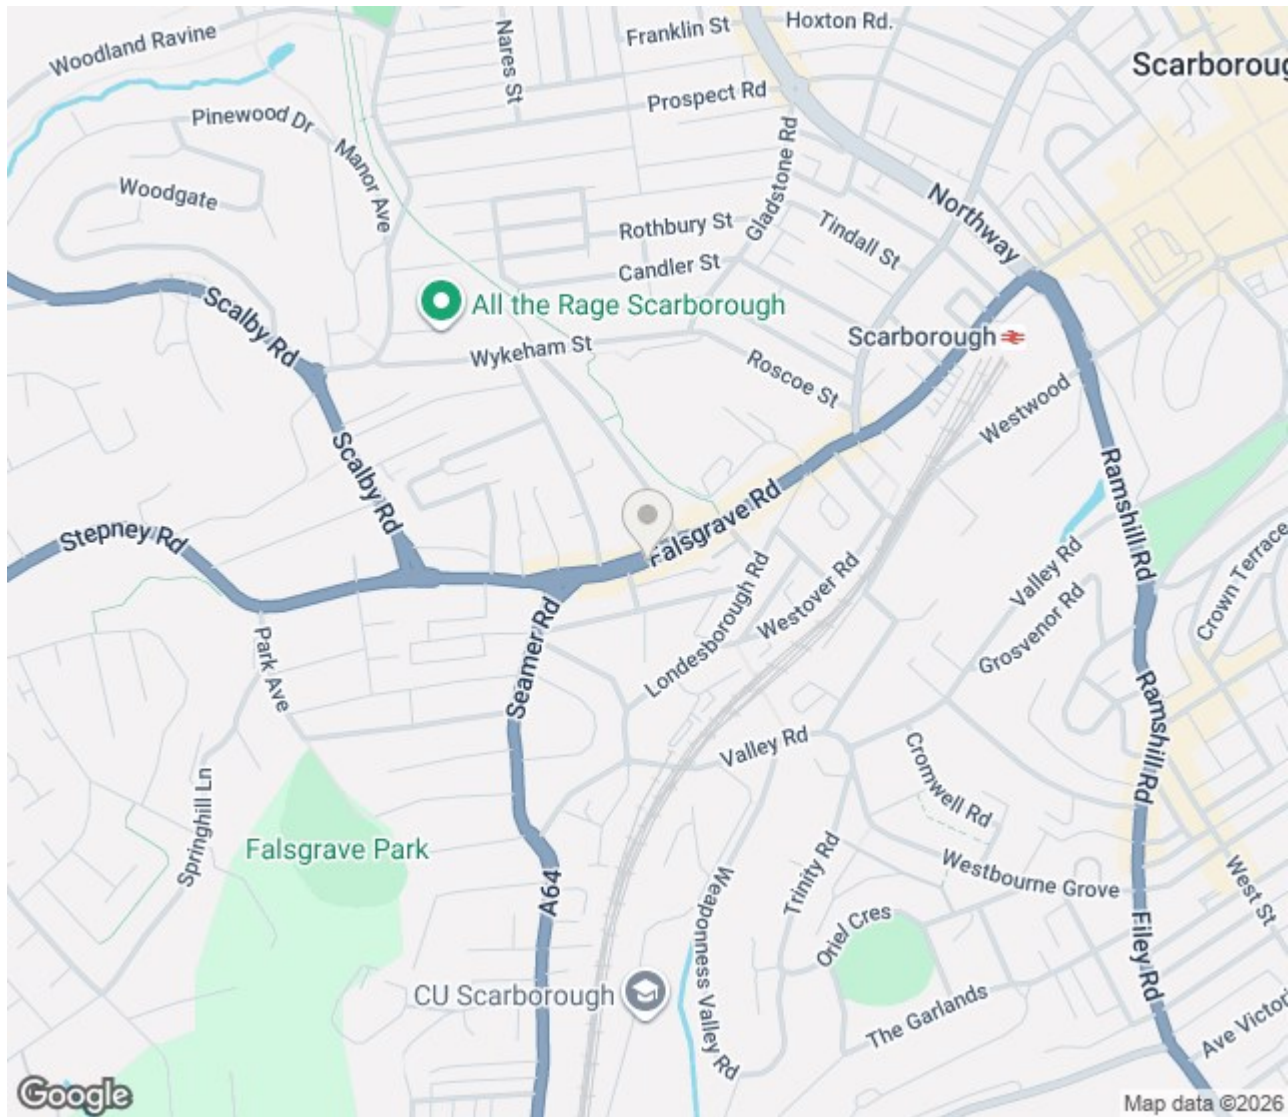 Woodland Ravine
Nares St
Franklin St
Hoxton Rd.
Scarboroug
Prospect Rd
Pinewood Dr
Manor Ave
Gladstone Rd
Woodgate
Northway
Rothbury St
Tindall St
Candler St
Scalby Rd
All the Rage Scarborough
Scarborough
Wykeham St
Roscoe St
Westwood
Scalby Rd
Ramshill Rd
Stepney Rd
Falsgrave Rd
Valley Rd
Crown Terrace
Londesborough Rd
Westover Rd
Grosvenor Rd
Park Ave
Seamer Rd
Ramshill Rd
Valley Rd
Cromwell Rd
Springhill Ln
Falsgrave Park
A64
Weaponness Valley Rd
Trinity Rd
Westbourne Grove
West St
Oriel Cres
Filey Rd
CU Scarborough
The Garlands
Ave Victori
Google
Map data ©2026